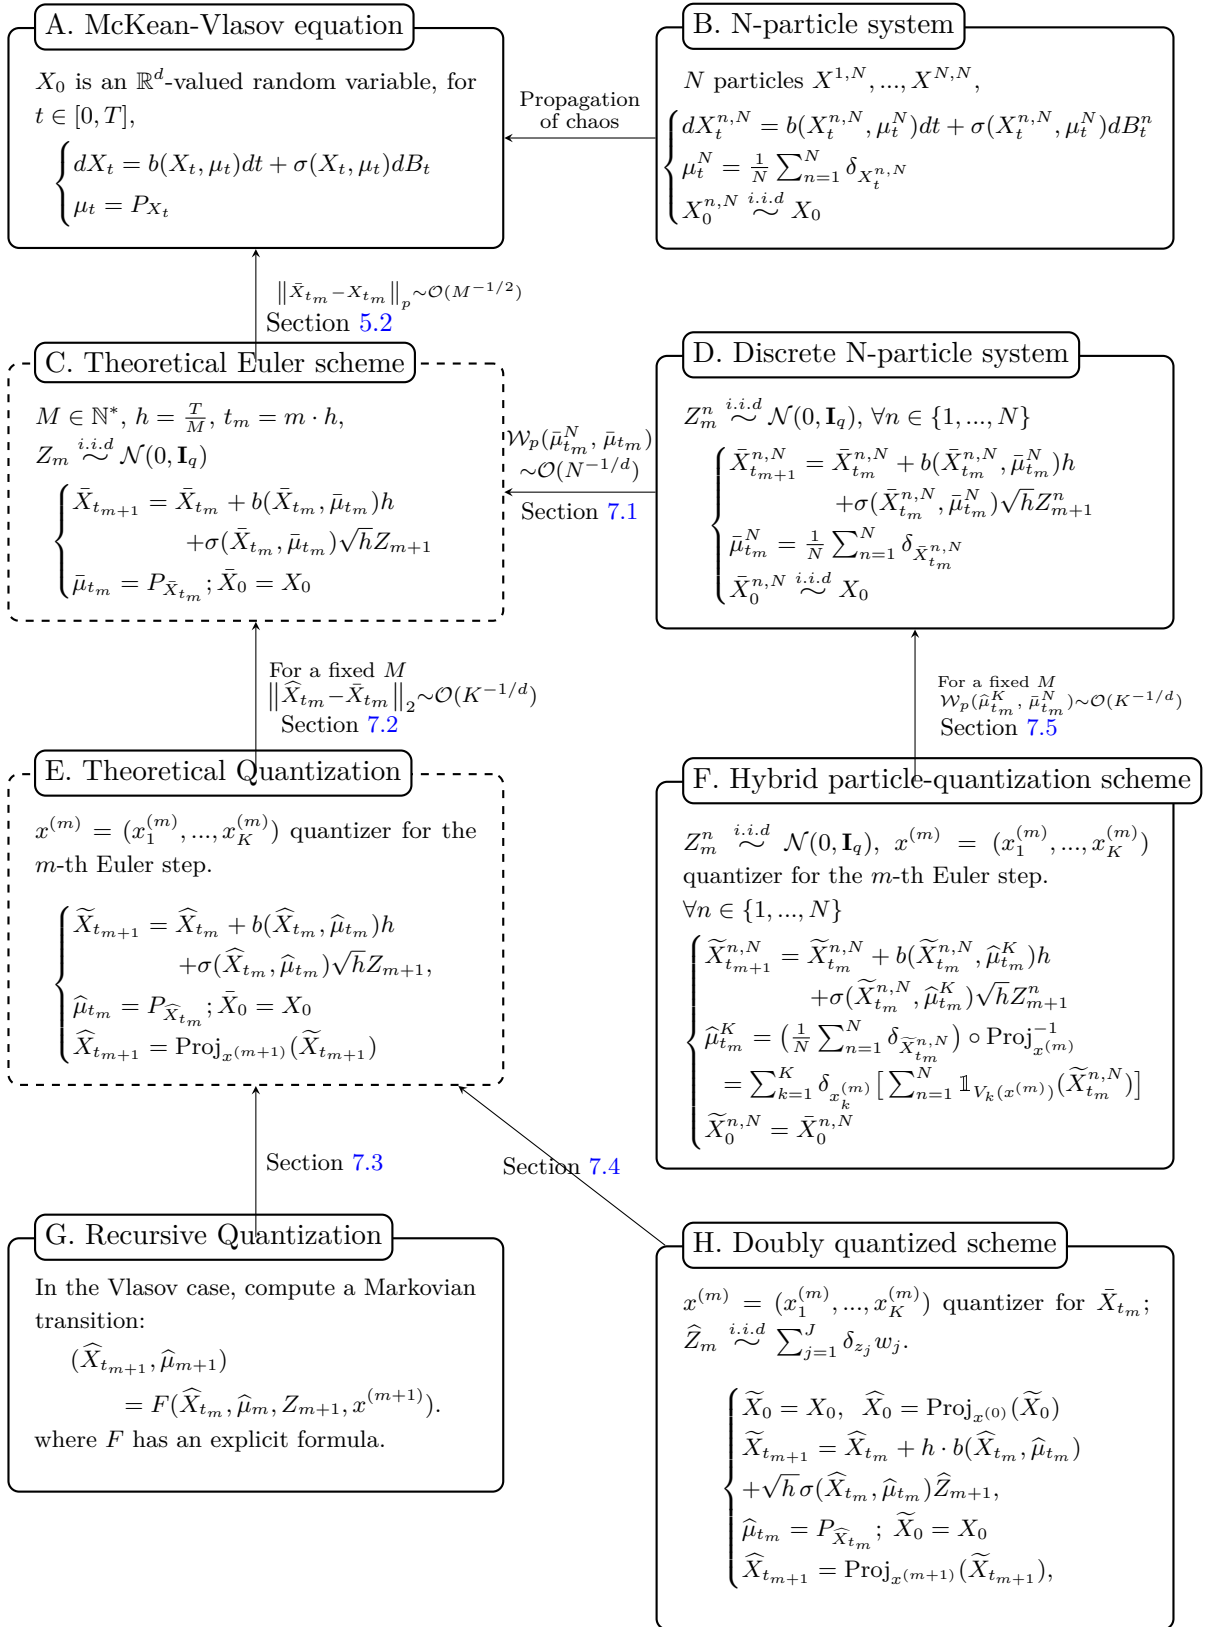 A. McKean-Vlasov equation
X_0 is an ℝ^d-valued random variable, for
t ∈ [0, T],
dX_t = b(X_t, μ_t)dt + σ(X_t, μ_t)dB_t
μ_t = P_{X_t}
Propagation
of chaos
B. N-particle system
N particles X^{1,N}, ..., X^{N,N},
dX_t^{n,N} = b(X_t^{n,N}, μ_t^N)dt + σ(X_t^{n,N}, μ_t^N)dB_t^n
μ_t^N = \frac{1}{N} ∑_{n=1}^N δ_{X_t^{n,N}}
X_0^{n,N} \overset{i.i.d}{∼} X_0
‖X̄_{t_m} − X_{t_m}‖_p ∼ 𝒪(M^{-1/2})
Section 5.2
C. Theoretical Euler scheme
M ∈ ℕ^*, h = \frac{T}{M}, t_m = m · h,
Z_m \overset{i.i.d}{∼} 𝒩(0, 𝐈_q)
X̄_{t_{m+1}} = X̄_{t_m} + b(X̄_{t_m}, μ̄_{t_m})h
+σ(X̄_{t_m}, μ̄_{t_m})√h Z_{m+1}
μ̄_{t_m} = P_{X̄_{t_m}}; X̄_0 = X_0
𝒲_p(μ̄_{t_m}^N, μ̄_{t_m})
∼𝒪(N^{-1/d})
Section 7.1
D. Discrete N-particle system
Z_m^n \overset{i.i.d}{∼} 𝒩(0, 𝐈_q), ∀n ∈ {1, ..., N}
X̄_{t_{m+1}}^{n,N} = X̄_{t_m}^{n,N} + b(X̄_{t_m}^{n,N}, μ̄_{t_m}^N)h
+σ(X̄_{t_m}^{n,N}, μ̄_{t_m}^N)√h Z_{m+1}^n
μ̄_{t_m}^N = \frac{1}{N} ∑_{n=1}^N δ_{X̄_{t_m}^{n,N}}
X̄_0^{n,N} \overset{i.i.d}{∼} X_0
For a fixed M
‖X̂_{t_m} − X̄_{t_m}‖_2 ∼ 𝒪(K^{-1/d})
Section 7.2
For a fixed M
𝒲_p(μ̂_{t_m}^K, μ̄_{t_m}^N)∼𝒪(K^{-1/d})
Section 7.5
E. Theoretical Quantization
x^{(m)} = (x_1^{(m)}, ..., x_K^{(m)}) quantizer for the
m-th Euler step.
X̃_{t_{m+1}} = X̂_{t_m} + b(X̂_{t_m}, μ̂_{t_m})h
+σ(X̂_{t_m}, μ̂_{t_m})√h Z_{m+1},
μ̂_{t_m} = P_{X̂_{t_m}}; X̄_0 = X_0
X̂_{t_{m+1}} = Proj_{x^{(m+1)}}(X̃_{t_{m+1}})
F. Hybrid particle-quantization scheme
Z_m^n \overset{i.i.d}{∼} 𝒩(0, 𝐈_q), x^{(m)} = (x_1^{(m)}, ..., x_K^{(m)})
quantizer for the m-th Euler step.
∀n ∈ {1, ..., N}
X̃_{t_{m+1}}^{n,N} = X̃_{t_m}^{n,N} + b(X̃_{t_m}^{n,N}, μ̂_{t_m}^K)h
+σ(X̃_{t_m}^{n,N}, μ̂_{t_m}^K)√h Z_{m+1}^n
μ̂_{t_m}^K = (\frac{1}{N} ∑_{n=1}^N δ_{X̃_{t_m}^{n,N}}) ∘ Proj_{x^{(m)}}^{-1}
= ∑_{k=1}^K δ_{x_k^{(m)}} [∑_{n=1}^N 𝟙_{V_k(x^{(m)})}(X̃_{t_m}^{n,N})]
X̃_0^{n,N} = X̄_0^{n,N}
Section 7.3
Section 7.4
G. Recursive Quantization
In the Vlasov case, compute a Markovian
transition:
(X̂_{t_{m+1}}, μ̂_{m+1})
= F(X̂_{t_m}, μ̂_m, Z_{m+1}, x^{(m+1)}).
where F has an explicit formula.
H. Doubly quantized scheme
x^{(m)} = (x_1^{(m)}, ..., x_K^{(m)}) quantizer for X̄_{t_m};
Ẑ_m \overset{i.i.d}{∼} ∑_{j=1}^J δ_{z_j} w_j.
X̃_0 = X_0, X̂_0 = Proj_{x^{(0)}}(X̃_0)
X̃_{t_{m+1}} = X̂_{t_m} + h · b(X̂_{t_m}, μ̂_{t_m})
+√h σ(X̂_{t_m}, μ̂_{t_m})Ẑ_{m+1},
μ̂_{t_m} = P_{X̂_{t_m}}; X̃_0 = X_0
X̂_{t_{m+1}} = Proj_{x^{(m+1)}}(X̃_{t_{m+1}}),